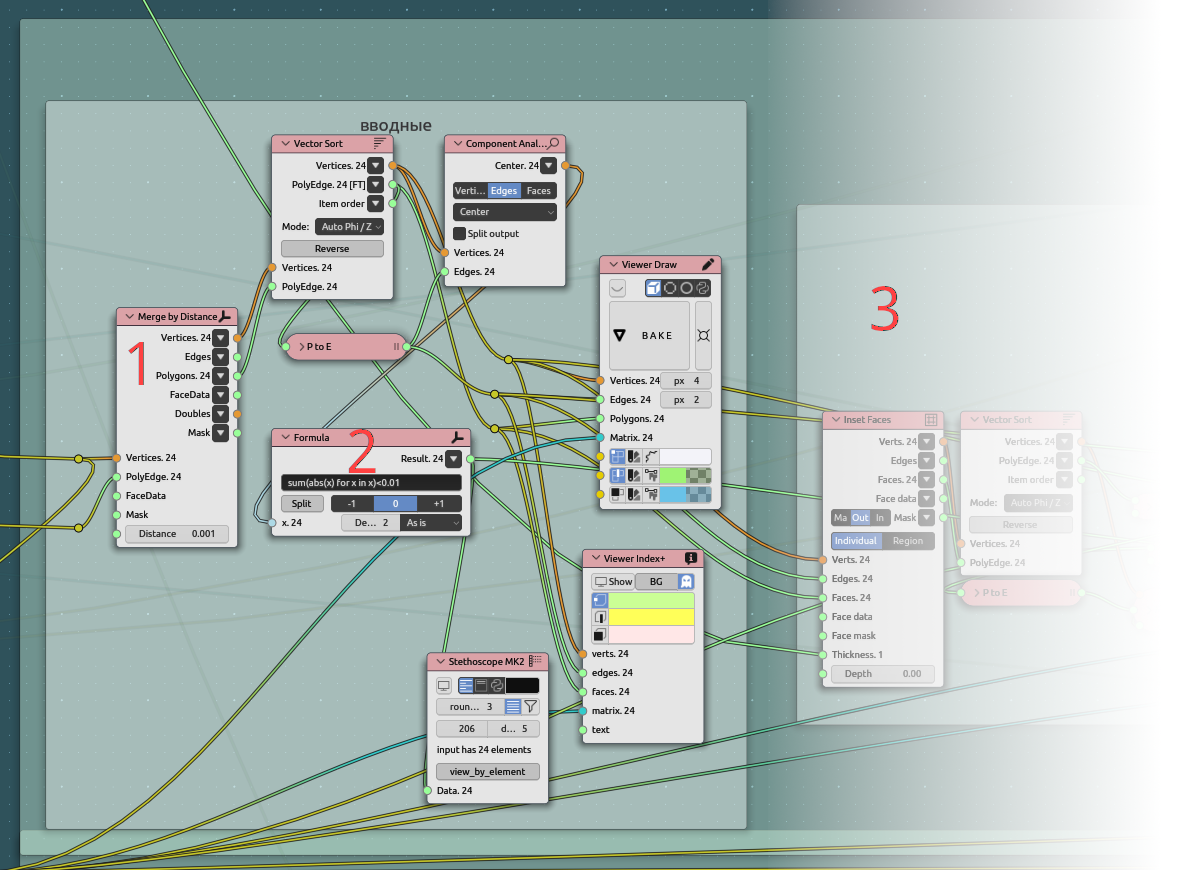 вводные
Vector Sort
Vertices. 24
PolyEdge. 24 [FT]
Item order
Mode: Auto Phi / Z
Reverse
Vertices. 24
PolyEdge. 24
Component Anal...
Center. 24
Verti... Edges Faces
Center
Split output
Vertices. 24
Edges. 24
Merge by Distance
Vertices. 24
Edges
Polygons. 24
FaceData
Doubles
Mask
Vertices. 24
PolyEdge. 24
FaceData
Mask
Distance 0.001
1
P to E
Formula
2
Result. 24
sum(abs(x) for x in x)<0.01
Split -1 0 +1
x. 24 De... 2 As is
Viewer Draw
BAKE
Vertices. 24 px 4
Edges. 24 px 2
Polygons. 24
Matrix. 24
Viewer Index+
Show BG
verts. 24
edges. 24
faces. 24
matrix. 24
text
Stethoscope MK2
roun... 3
206 d... 5
input has 24 elements
view_by_element
Data. 24
3
Inset Faces
Verts. 24
Edges
Faces. 24
Face data
Ma Out In Mask
Individual Region
Verts. 24
Edges. 24
Faces. 24
Face data
Face mask
Thickness. 1
Depth 0.00
Vector Sort
Vertices. 24
PolyEdge. 24
Item order
Mode: Auto Phi / Z
Reverse
Vertices. 24
PolyEdge. 24
P to E